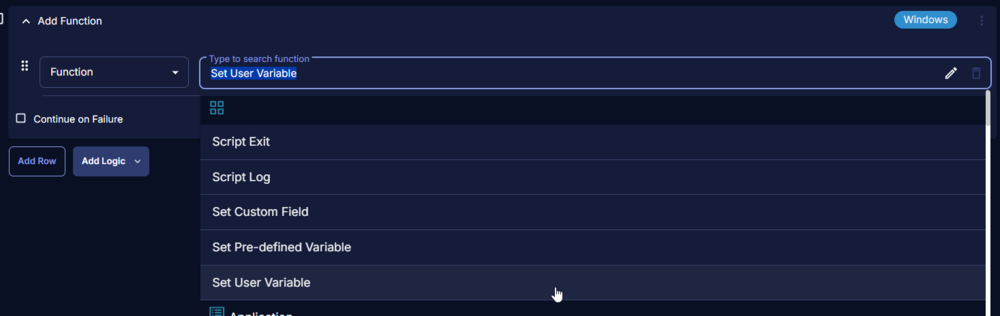 Add Function
Windows
Type to search function
Function
Set User Variable
Continue on Failure
Script Exit
Add Row
Add Logic
Script Log
Set Custom Field
Set Pre-defined Variable
Set User Variable
Application